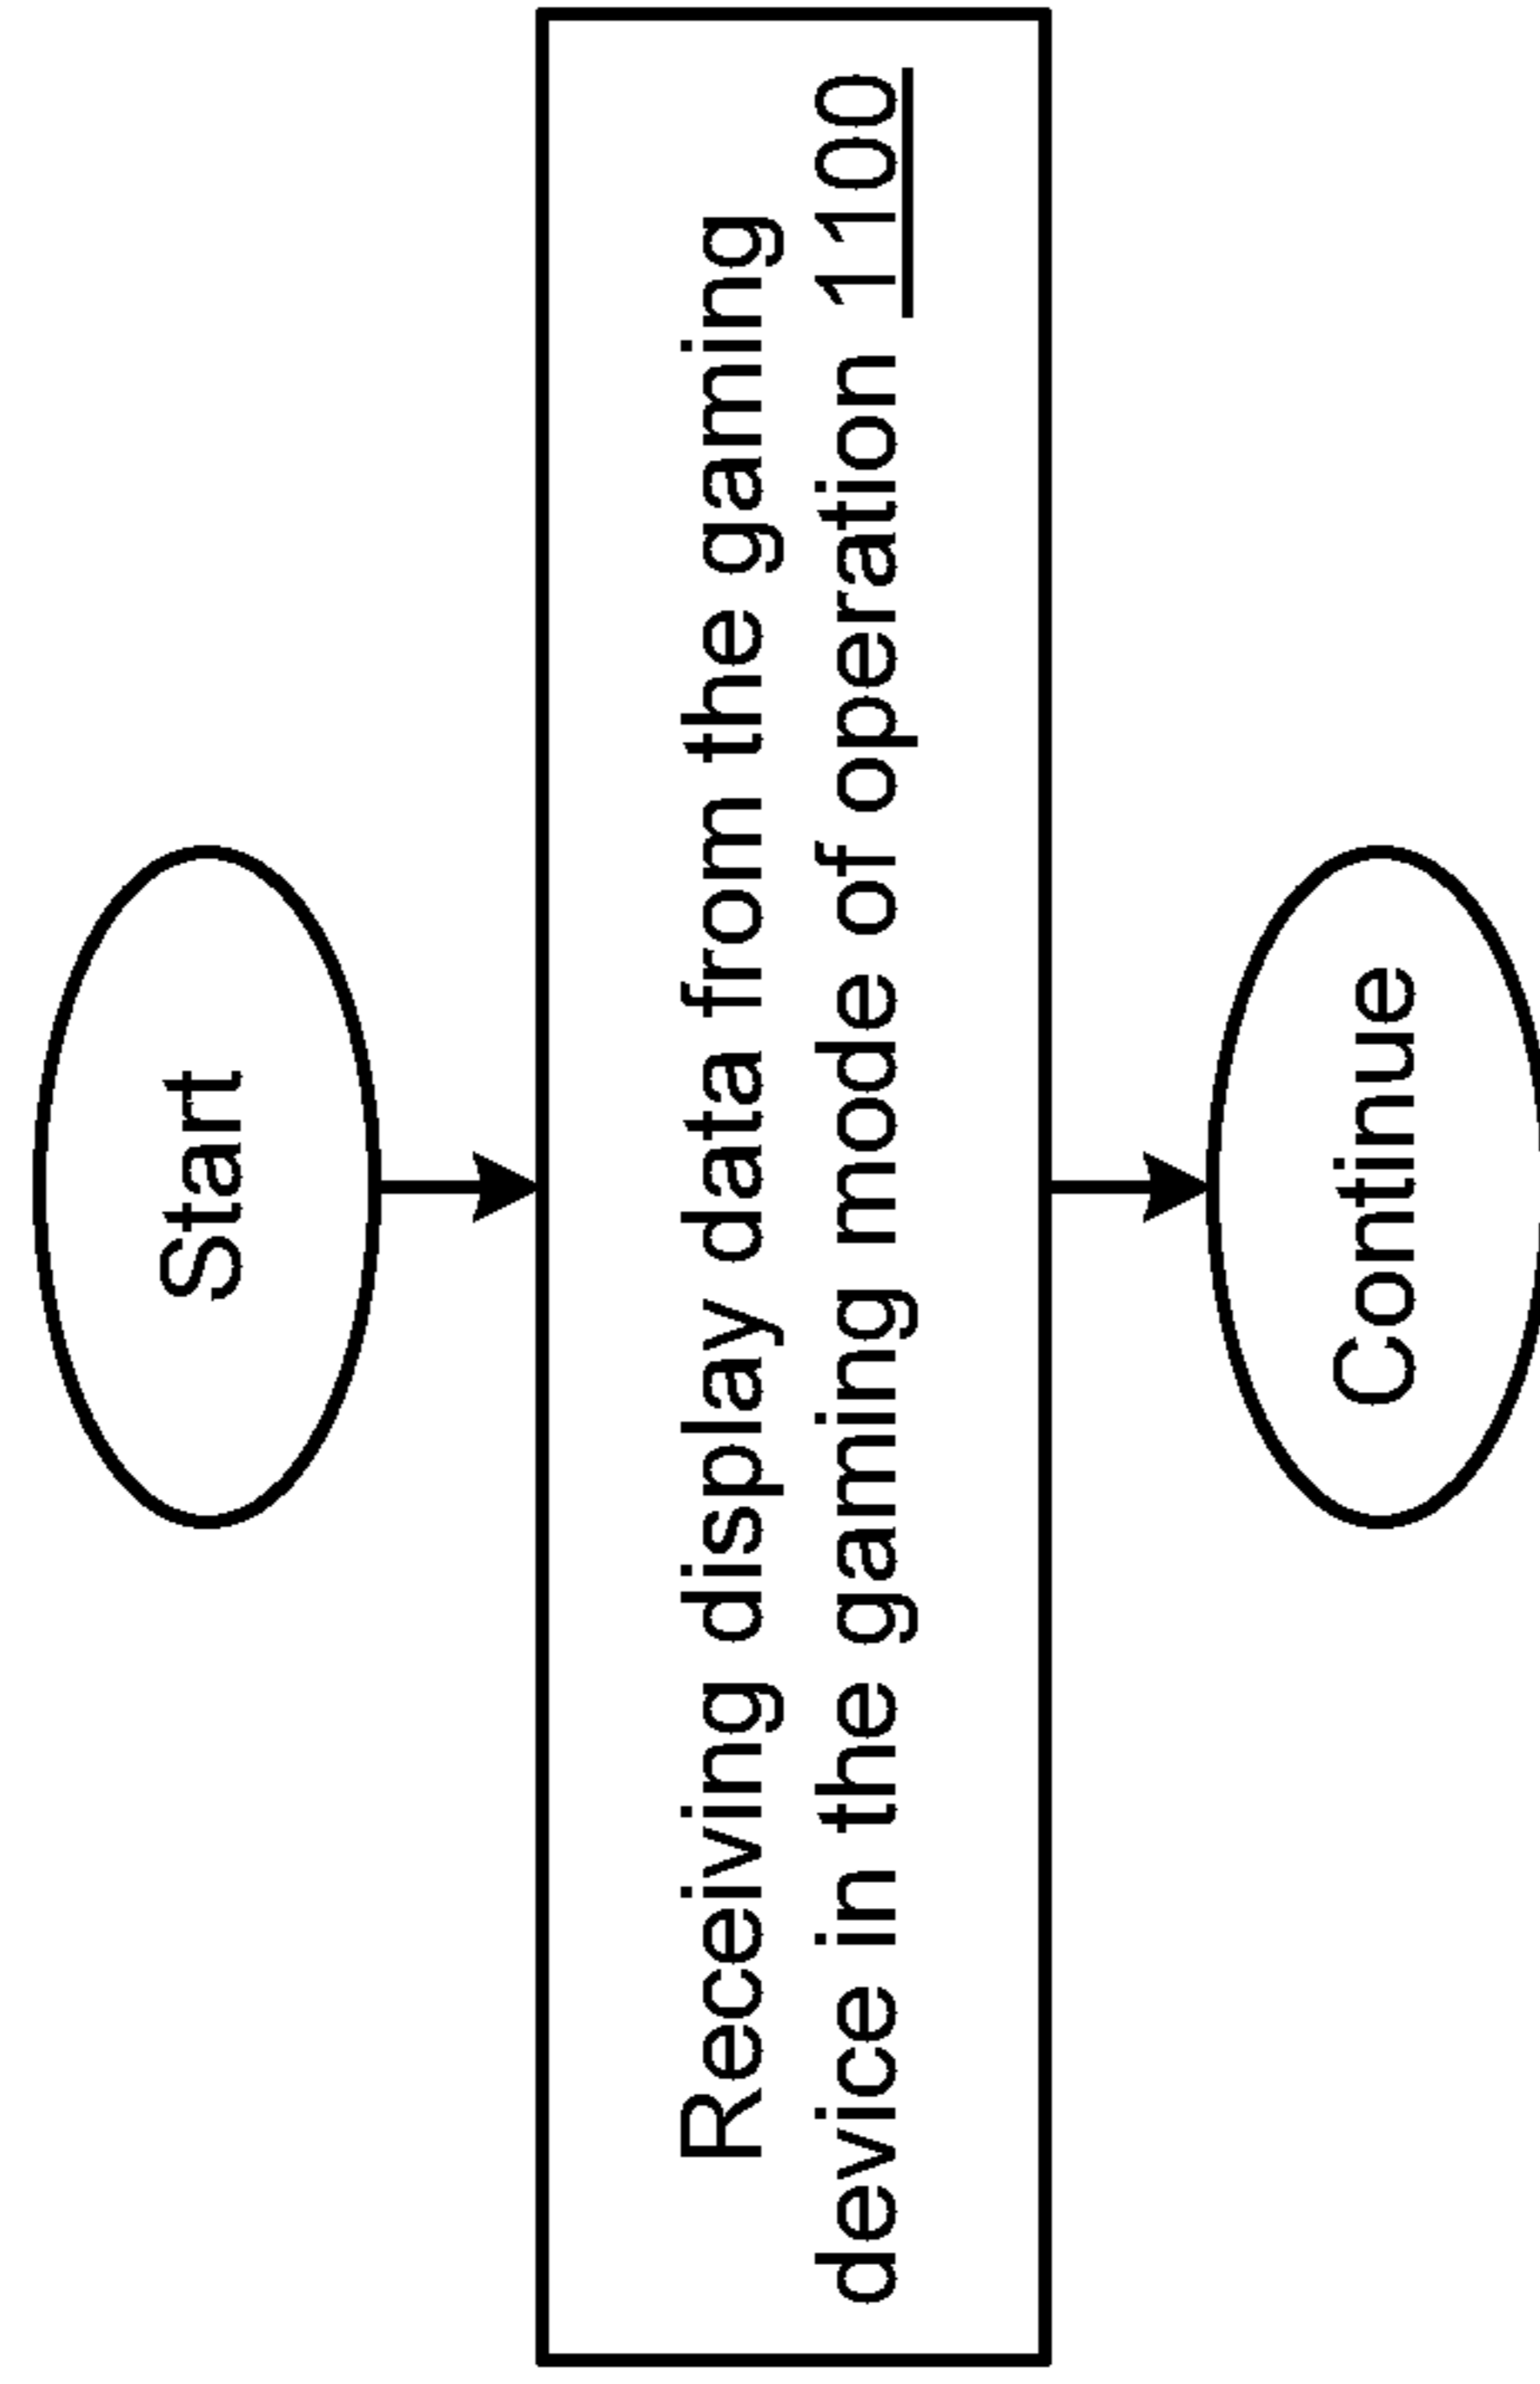 Start
Receiving display data from the gaming
device in the gaming mode of operation 1100
Continue